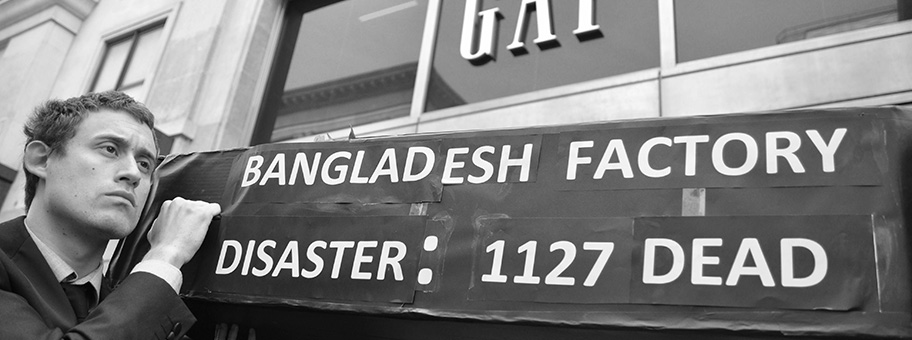 GAP
BANGLADESH FACTORY
DISASTER: 1127 DEAD